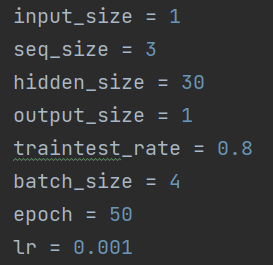 input_size = 1
seq_size = 3
hidden_size = 30
output_size = 1
traintest_rate = 0.8
batch_size = 4
epoch = 50
lr = 0.001